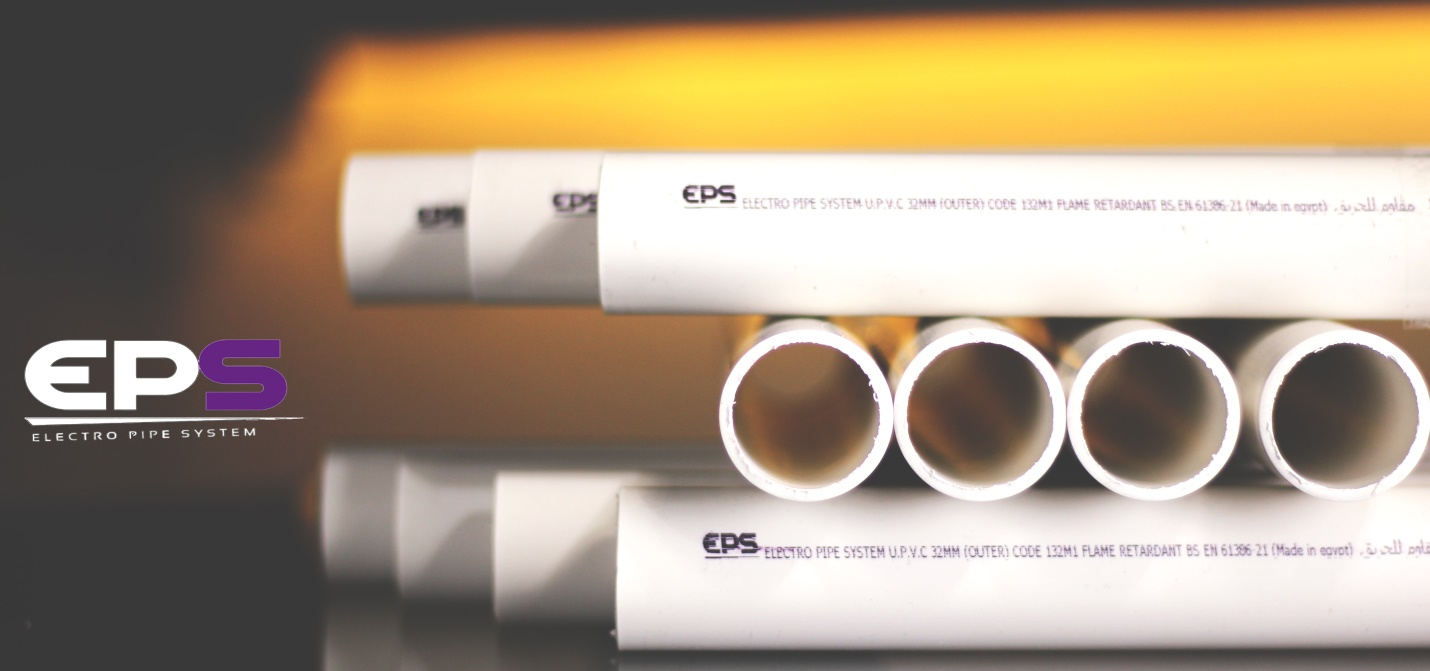 EPS
EPS
EPS ELECTRO PIPE SYSTEM U.P.V.C 32MM (OUTER) CODE 132M1 FLAME RETARDANT BS EN 61386-21 (Made in egypt) مقاوم للحريق
EPS
ELECTRO PIPE SYSTEM
EPS ELECTRO PIPE SYSTEM U.P.V.C 32MM (OUTER) CODE 132M1 FLAME RETARDANT BS EN 61386-21 (Made in egypt)